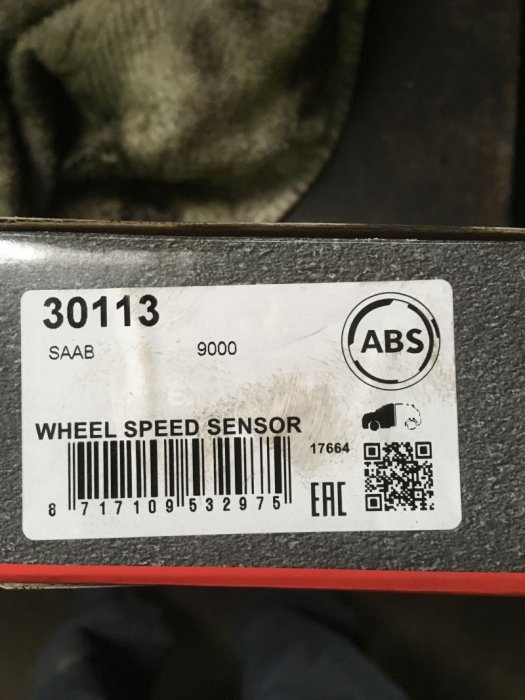 30113
SAAB 9000
ABS
WHEEL SPEED SENSOR
17664
8 717109 532975
EAC